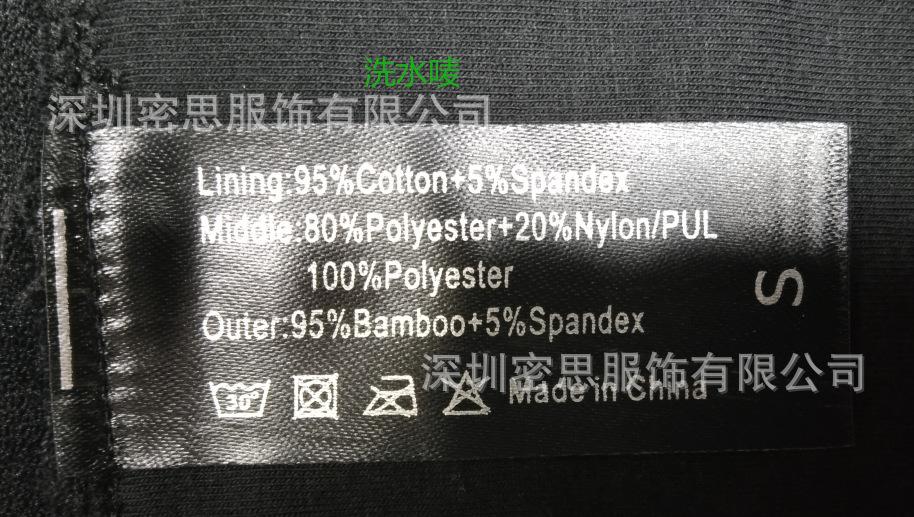 洗水唛
深圳密思服饰有限公司
Lining:95%Cotton+5%Spandex
Middle:80%Polyester+20%Nylon/PUL
100%Polyester
S
Outer:95%Bamboo+5%Spandex
深圳密思服饰有限公司
30° Made in China